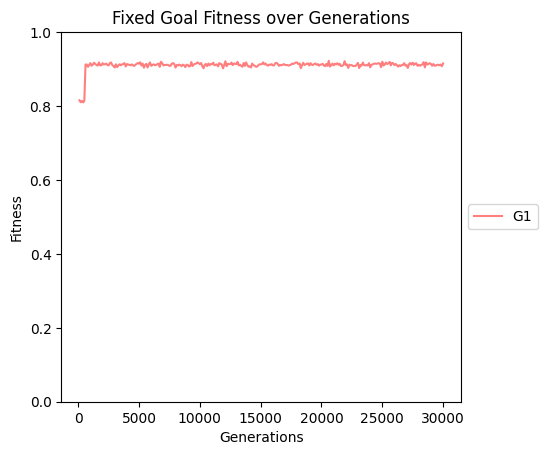 Fixed Goal Fitness over Generations
1.0
0.8
0.6
0.4
0.2
0.0
Fitness
0 5000 10000 15000 20000 25000 30000
Generations
G1